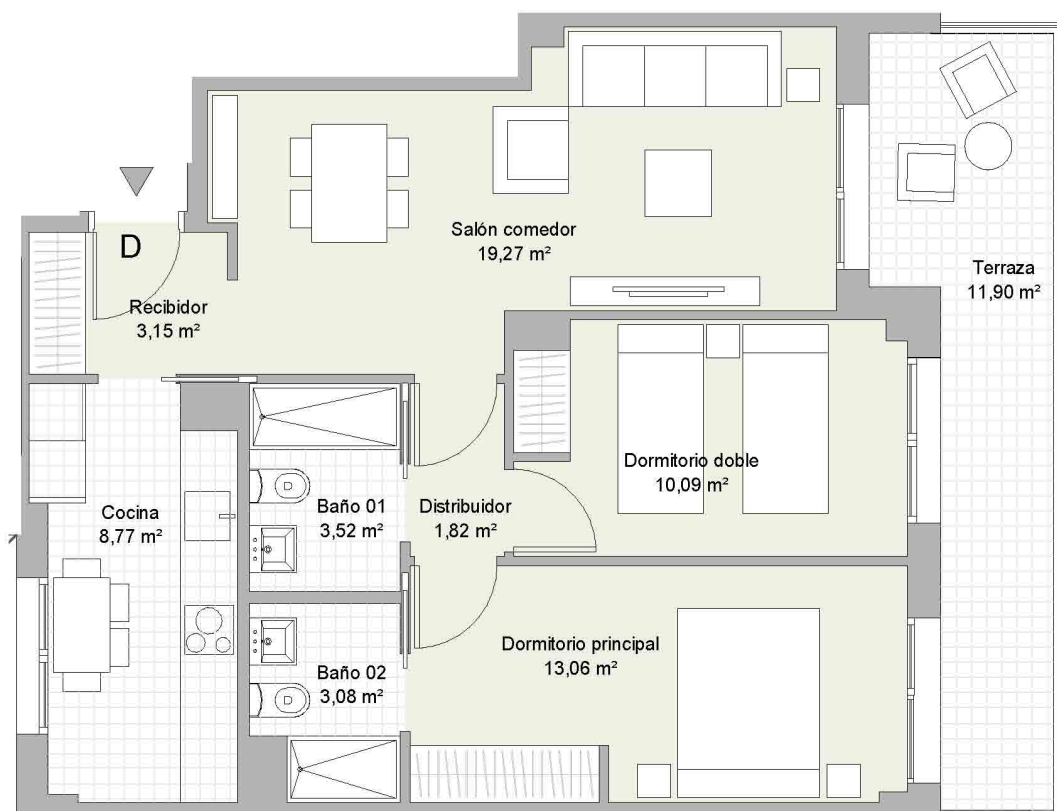 D
Recibidor
3,15 m²
Salón comedor
19,27 m²
Terraza
11,90 m²
Cocina
8,77 m²
Baño 01
3,52 m²
Distribuidor
1,82 m²
Dormitorio doble
10,09 m²
Baño 02
3,08 m²
Dormitorio principal
13,06 m²